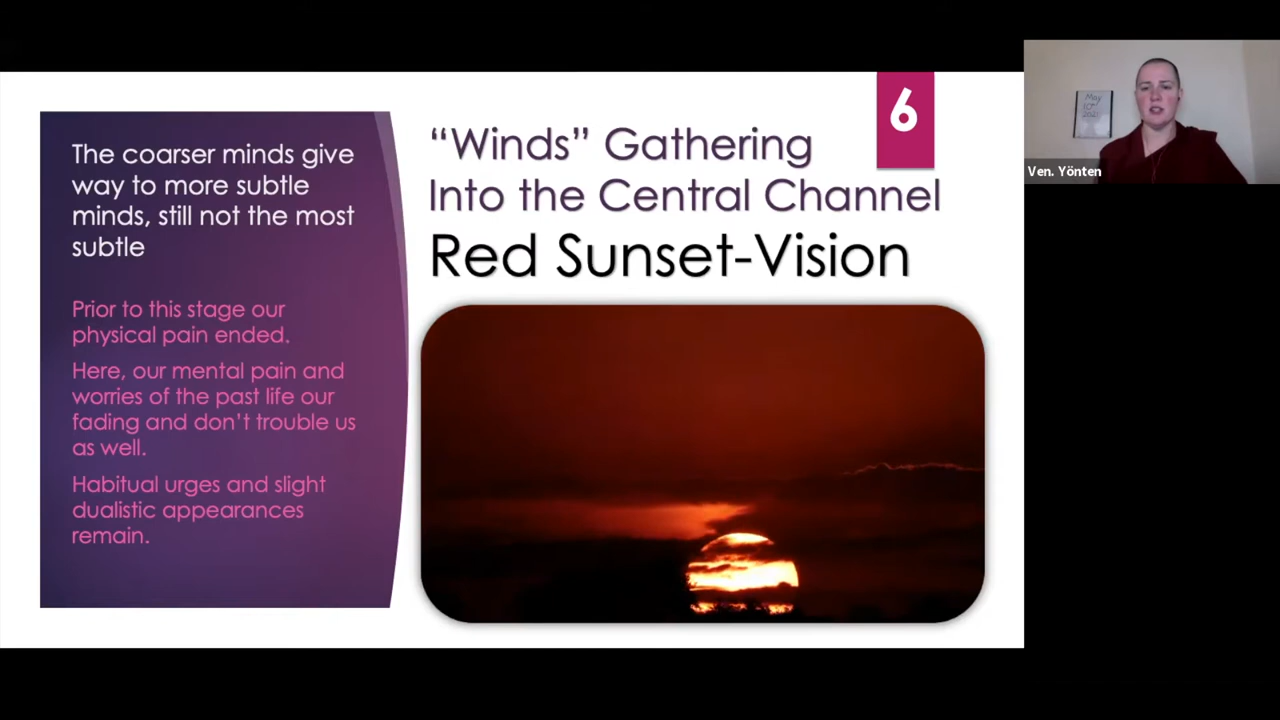 The coarser minds give
way to more subtle
minds, still not the most
subtle
Prior to this stage our
physical pain ended.
Here, our mental pain and
worries of the past life our
fading and don't trouble us
as well.
Habitual urges and slight
dualistic appearances
remain.
6
“Winds” Gathering
Into the Central Channel
Red Sunset-Vision
May
10th
2021
Ven. Yönten